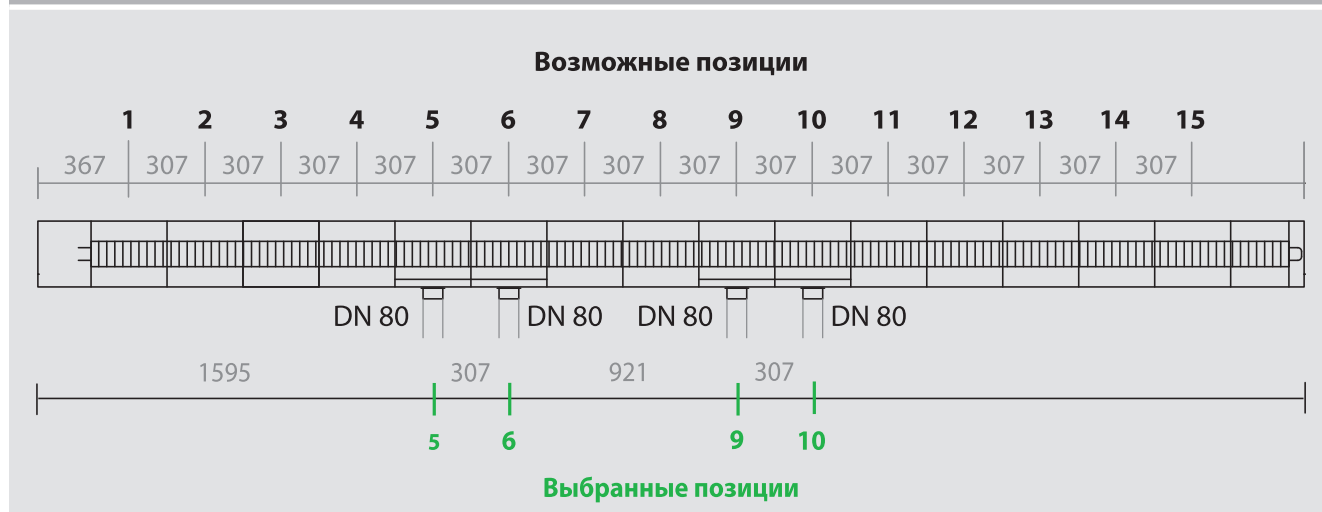 Возможные позиции
1 2 3 4 5 6 7 8 9 10 11 12 13 14 15
367 307 307 307 307 307 307 307 307 307 307 307 307 307 307
DN 80 DN 80 DN 80 DN 80
1595 307 921 307
5 6 9 10
Выбранные позиции